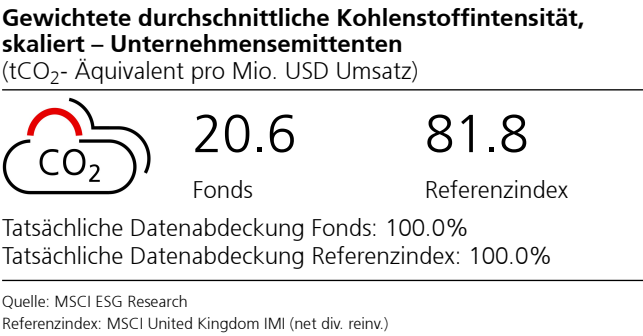 Gewichtete durchschnittliche Kohlenstoffintensität,
skaliert – Unternehmensemittenten
(tCO₂- Äquivalent pro Mio. USD Umsatz)
CO₂
20.6 81.8
Fonds Referenzindex
Tatsächliche Datenabdeckung Fonds: 100.0%
Tatsächliche Datenabdeckung Referenzindex: 100.0%
Quelle: MSCI ESG Research
Referenzindex: MSCI United Kingdom IMI (net div. reinv.)